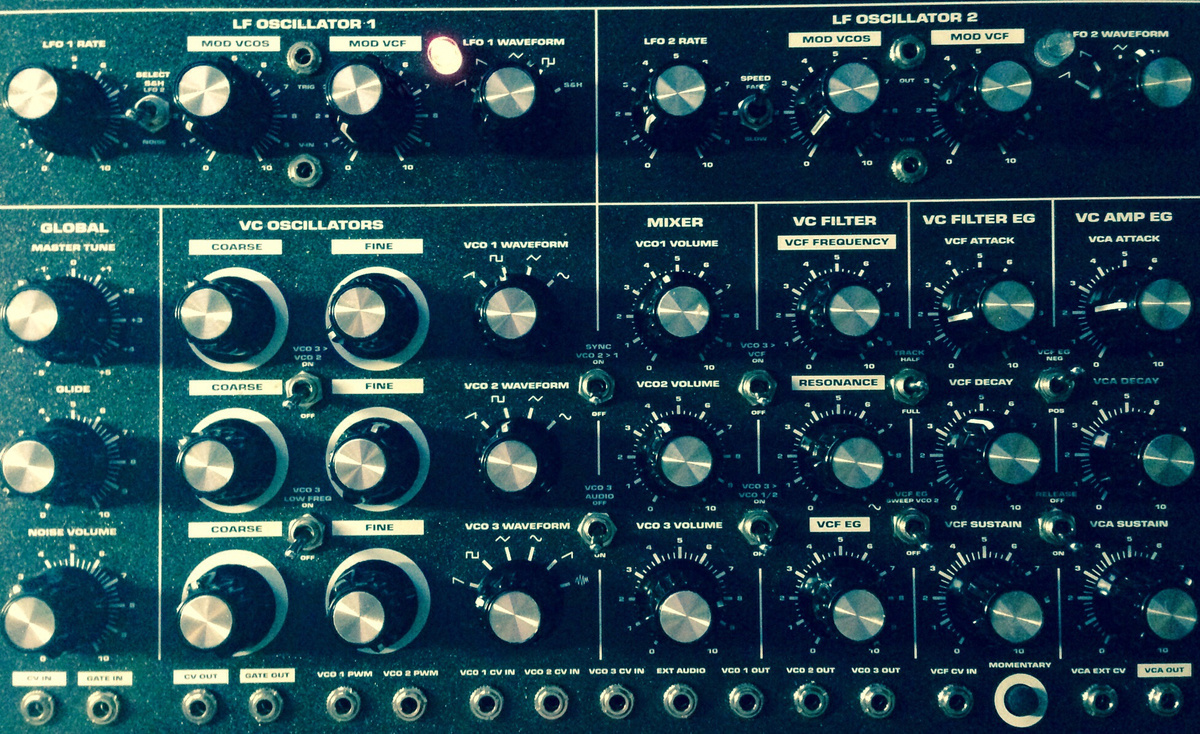 LF OSCILLATOR 1
LFO 1 RATE
SELECT
S&H
LFO 2
NOISE
MOD VCOS
TRIG
V-IN
MOD VCF
LFO 1 WAVEFORM
S&H
LF OSCILLATOR 2
LFO 2 RATE
SPEED
FAST
SLOW
MOD VCOS
OUT
V-IN
MOD VCF
LFO 2 WAVEFORM
GLOBAL
MASTER TUNE
GLIDE
NOISE VOLUME
VC OSCILLATORS
COARSE
FINE
VCO 1 WAVEFORM
VCO 3 >
VCO 2
ON
OFF
COARSE
FINE
VCO 2 WAVEFORM
VCO 3
LOW FREQ
ON
OFF
COARSE
FINE
VCO 3 WAVEFORM
SYNC
VCO 2 > 1
ON
OFF
VCO 3
AUDIO
OFF
ON
MIXER
VCO1 VOLUME
VCO2 VOLUME
VCO 3 VOLUME
VCO 3 >
VCF
ON
OFF
VCO 3 >
VCO 1/2
ON
VC FILTER
VCF FREQUENCY
RESONANCE
VCF EG
TRACK
HALF
FULL
VCF EG
SWEEP VCO 2
OFF
VC FILTER EG
VCF ATTACK
VCF DECAY
VCF SUSTAIN
VCF EG
NEG
POS
RELEASE
OFF
ON
VC AMP EG
VCA ATTACK
VCA DECAY
VCA SUSTAIN
CV IN
GATE IN
CV OUT
GATE OUT
VCO 1 PWM
VCO 2 PWM
VCO 1 CV IN
VCO 2 CV IN
VCO 3 CV IN
EXT AUDIO
VCO 1 OUT
VCO 2 OUT
VCO 3 OUT
VCF CV IN
MOMENTARY
VCA EXT CV
VCA OUT